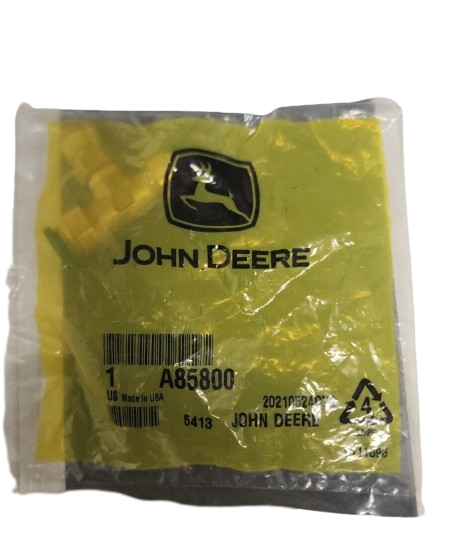 JOHN DEERE
1 A85800
US Made in USA
5413 JOHN DEERE
4